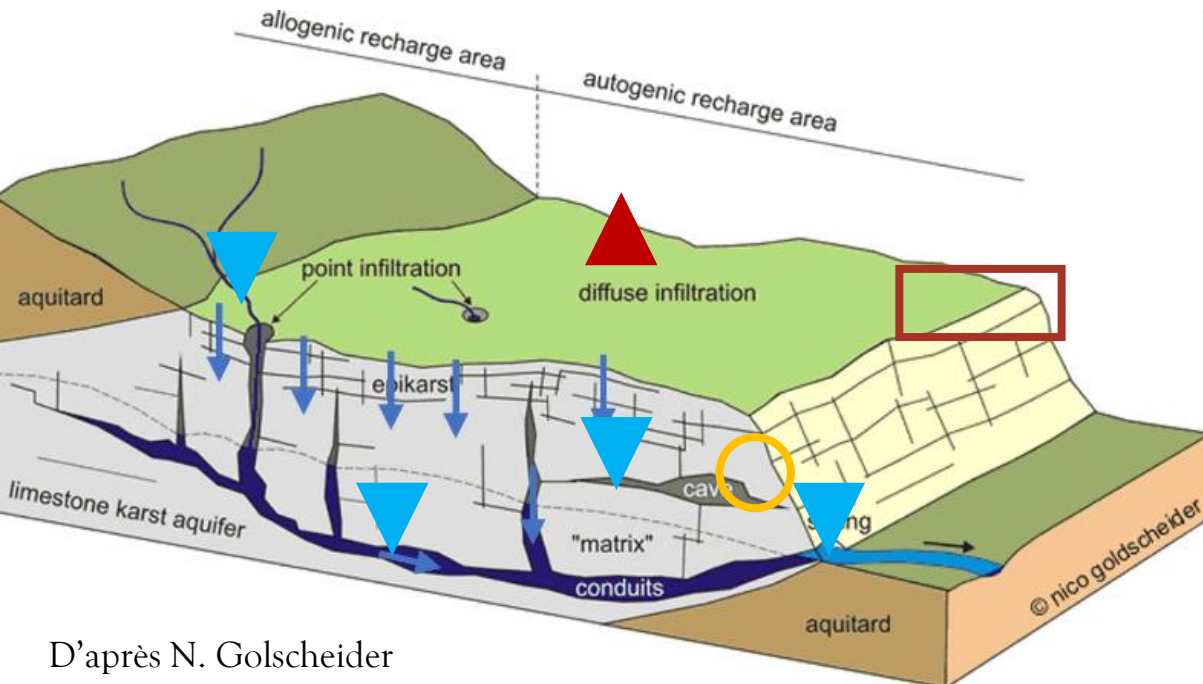 allogenic recharge area
autogenic recharge area
point infiltration
aquitard
diffuse infiltration
epikarst
limestone karst aquifer
cave
"matrix"
conduits
aquitard
© nico goldscheider
D'après N. Golscheider